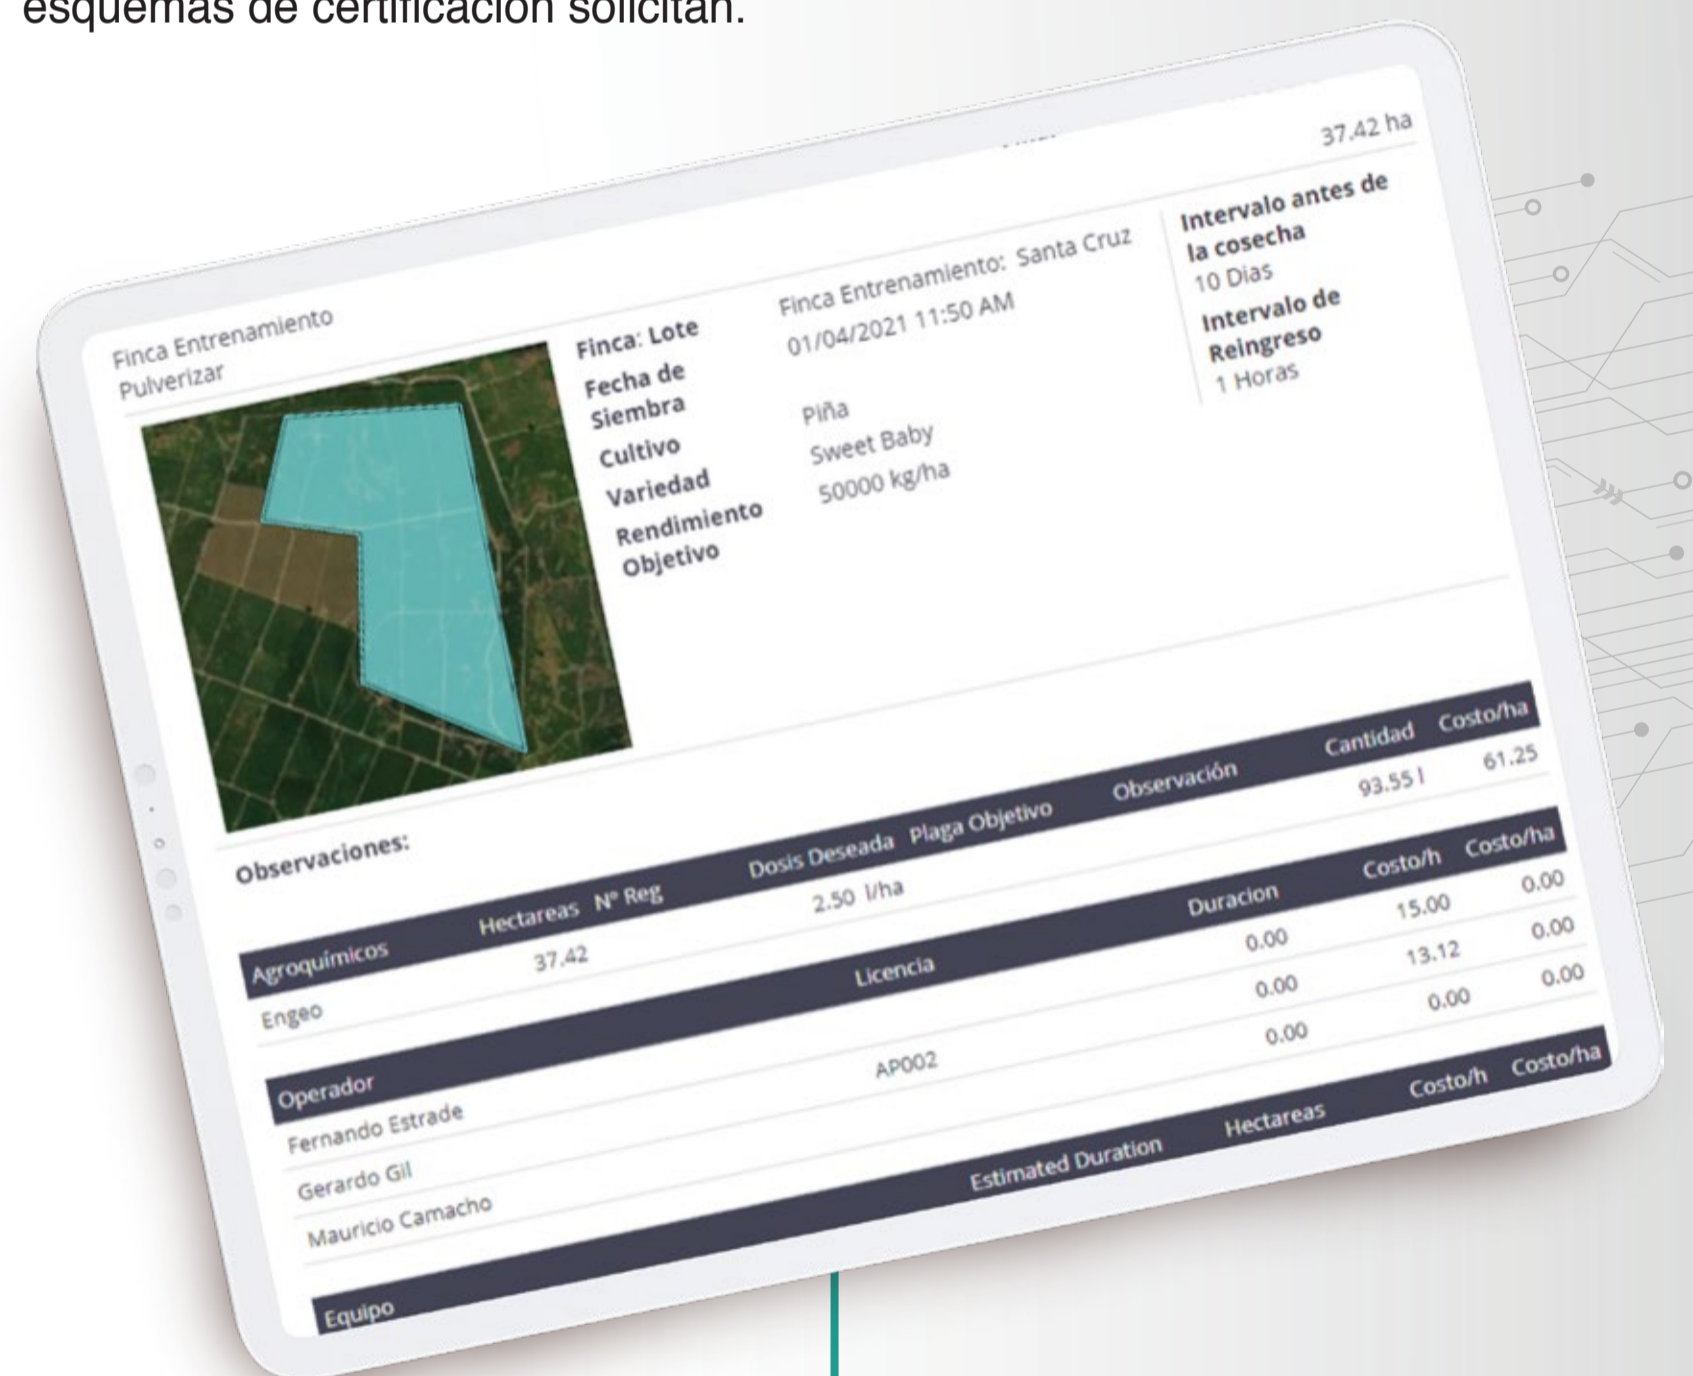 esquemas de certificación solicitan.
37.42 ha
Finca Entrenamiento
Pulverizar
Finca: Lote Finca Entrenamiento: Santa Cruz
Fecha de Siembra 01/04/2021 11:50 AM
Cultivo Piña
Variedad Sweet Baby
Rendimiento Objetivo 50000 kg/ha
Intervalo antes de
la cosecha
10 Dias
Intervalo de
Reingreso
1 Horas
Observaciones:
Agroquímicos Hectareas N° Reg Dosis Deseada Plaga Objetivo Observación Cantidad Costo/ha
Engeo 37.42 2.50 l/ha 93.55 l 61.25
Operador Licencia Duracion Costo/h Costo/ha
Fernando Estrade 0.00 15.00 0.00
Gerardo Gil AP002 0.00 13.12 0.00
Mauricio Camacho 0.00 0.00 0.00
Equipo Estimated Duration Hectareas Costo/h Costo/ha